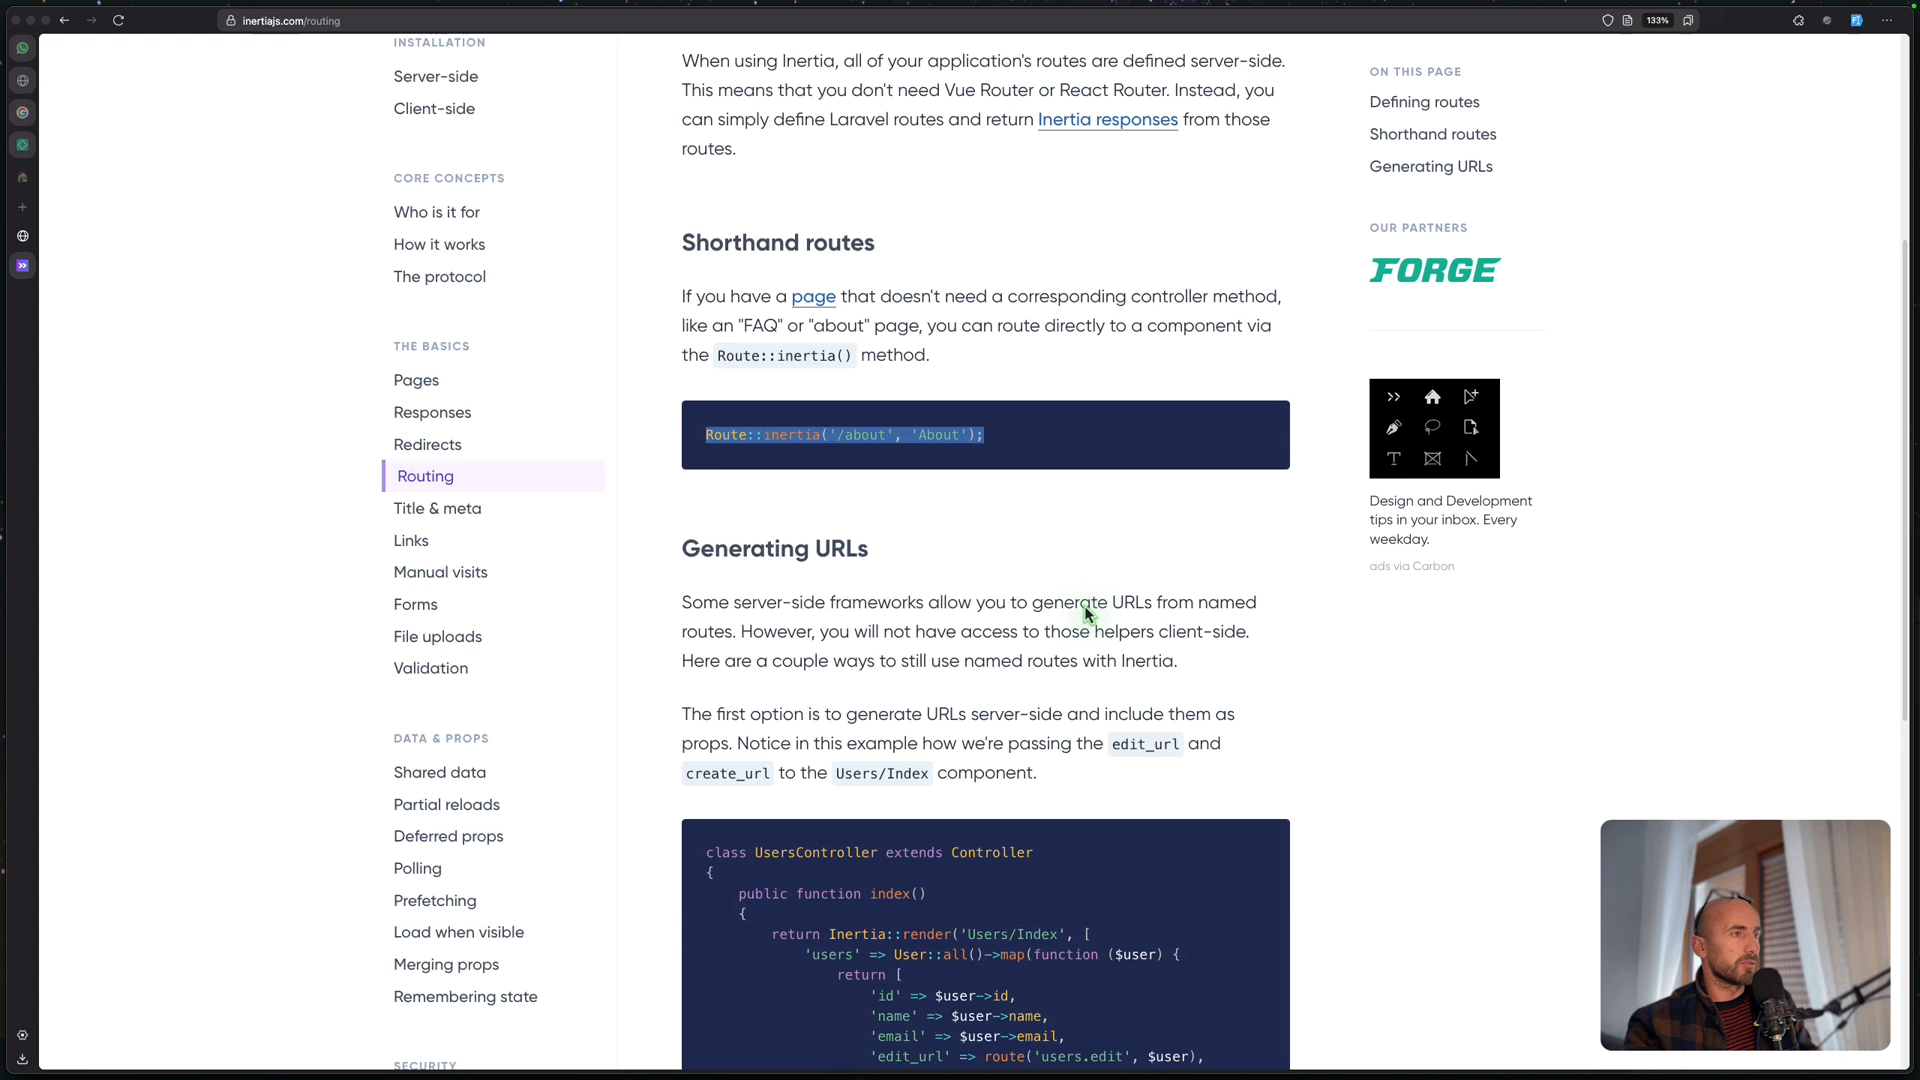 inertiajs.com/routing
133%
INSTALLATION
Server-side
Client-side
CORE CONCEPTS
Who is it for
How it works
The protocol
THE BASICS
Pages
Responses
Redirects
Routing
Title & meta
Links
Manual visits
Forms
File uploads
Validation
DATA & PROPS
Shared data
Partial reloads
Deferred props
Polling
Prefetching
Load when visible
Merging props
Remembering state
SECURITY
When using Inertia, all of your application's routes are defined server-side.
This means that you don't need Vue Router or React Router. Instead, you
can simply define Laravel routes and return Inertia responses from those
routes.
Shorthand routes
If you have a page that doesn't need a corresponding controller method,
like an "FAQ" or "about" page, you can route directly to a component via
the Route::inertia() method.
Route::inertia('/about', 'About');
Generating URLs
Some server-side frameworks allow you to generate URLs from named
routes. However, you will not have access to those helpers client-side.
Here are a couple ways to still use named routes with Inertia.
The first option is to generate URLs server-side and include them as
props. Notice in this example how we're passing the edit_url and
create_url to the Users/Index component.
class UsersController extends Controller
{
public function index()
{
return Inertia::render('Users/Index', [
'users' => User::all()->map(function ($user) {
return [
'id' => $user->id,
'name' => $user->name,
'email' => $user->email,
'edit_url' => route('users.edit', $user),
ON THIS PAGE
Defining routes
Shorthand routes
Generating URLs
OUR PARTNERS
FORGE
Design and Development
tips in your inbox. Every
weekday.
ads via Carbon